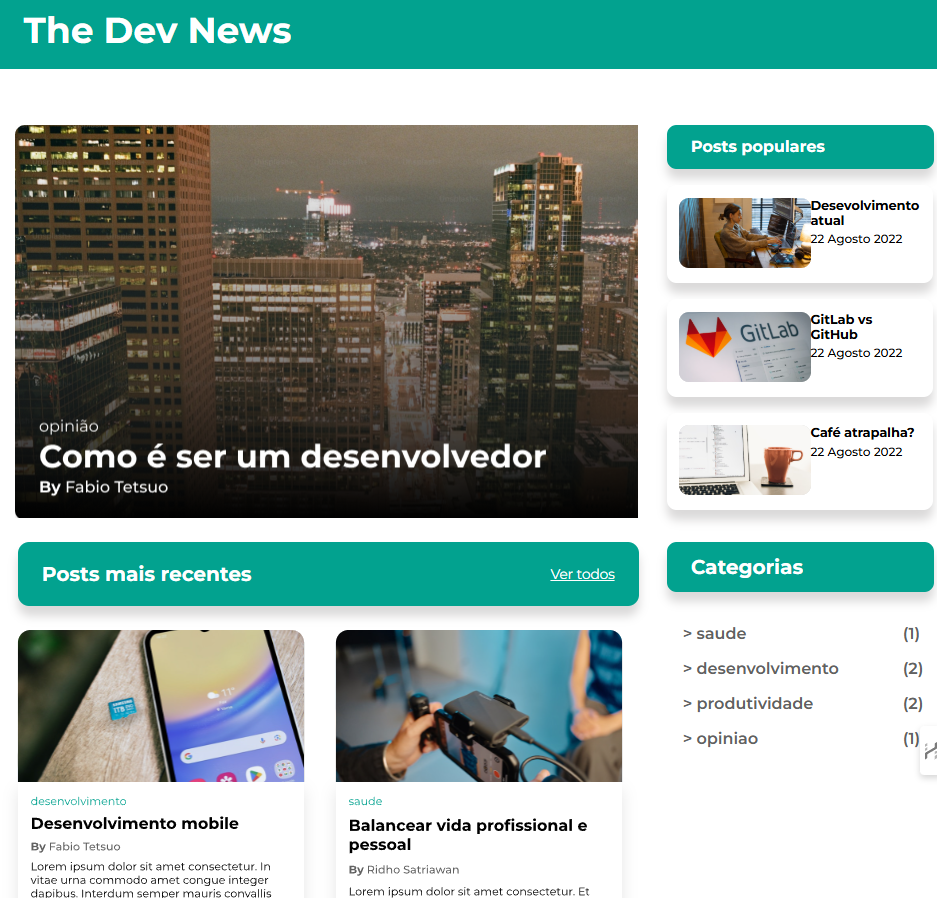 The Dev News
opinião
Como é ser um desenvolvedor
By Fabio Tetsuo
Posts populares
Desevolvimento
atual
22 Agosto 2022
GitLab
GitLab vs
GitHub
22 Agosto 2022
Café atrapalha?
22 Agosto 2022
Posts mais recentes
Ver todos
1TB
11°
desenvolvimento
Desenvolvimento mobile
By Fabio Tetsuo
Lorem ipsum dolor sit amet consectetur. In
vitae urna commodo amet congue integer
dapibus. Interdum semper mauris convallis
saude
Balancear vida profissional e
pessoal
By Ridho Satriawan
Lorem ipsum dolor sit amet consectetur. Et
Categorias
> saude (1)
> desenvolvimento (2)
> produtividade (2)
> opiniao (1)